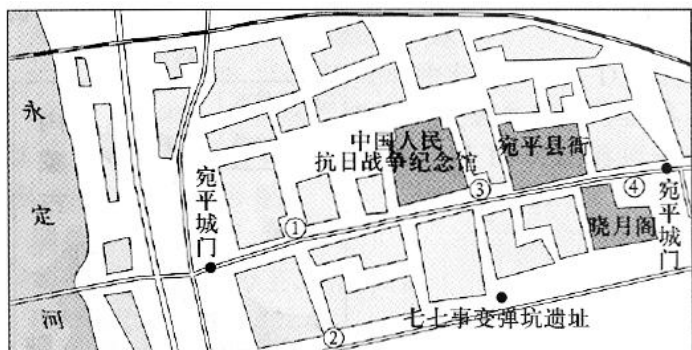 永定河
宛平城门
中国人民
抗日战争纪念馆
宛平县衙
①
②
③
④
宛平城门
晓月阁
七七事变弹坑遗址